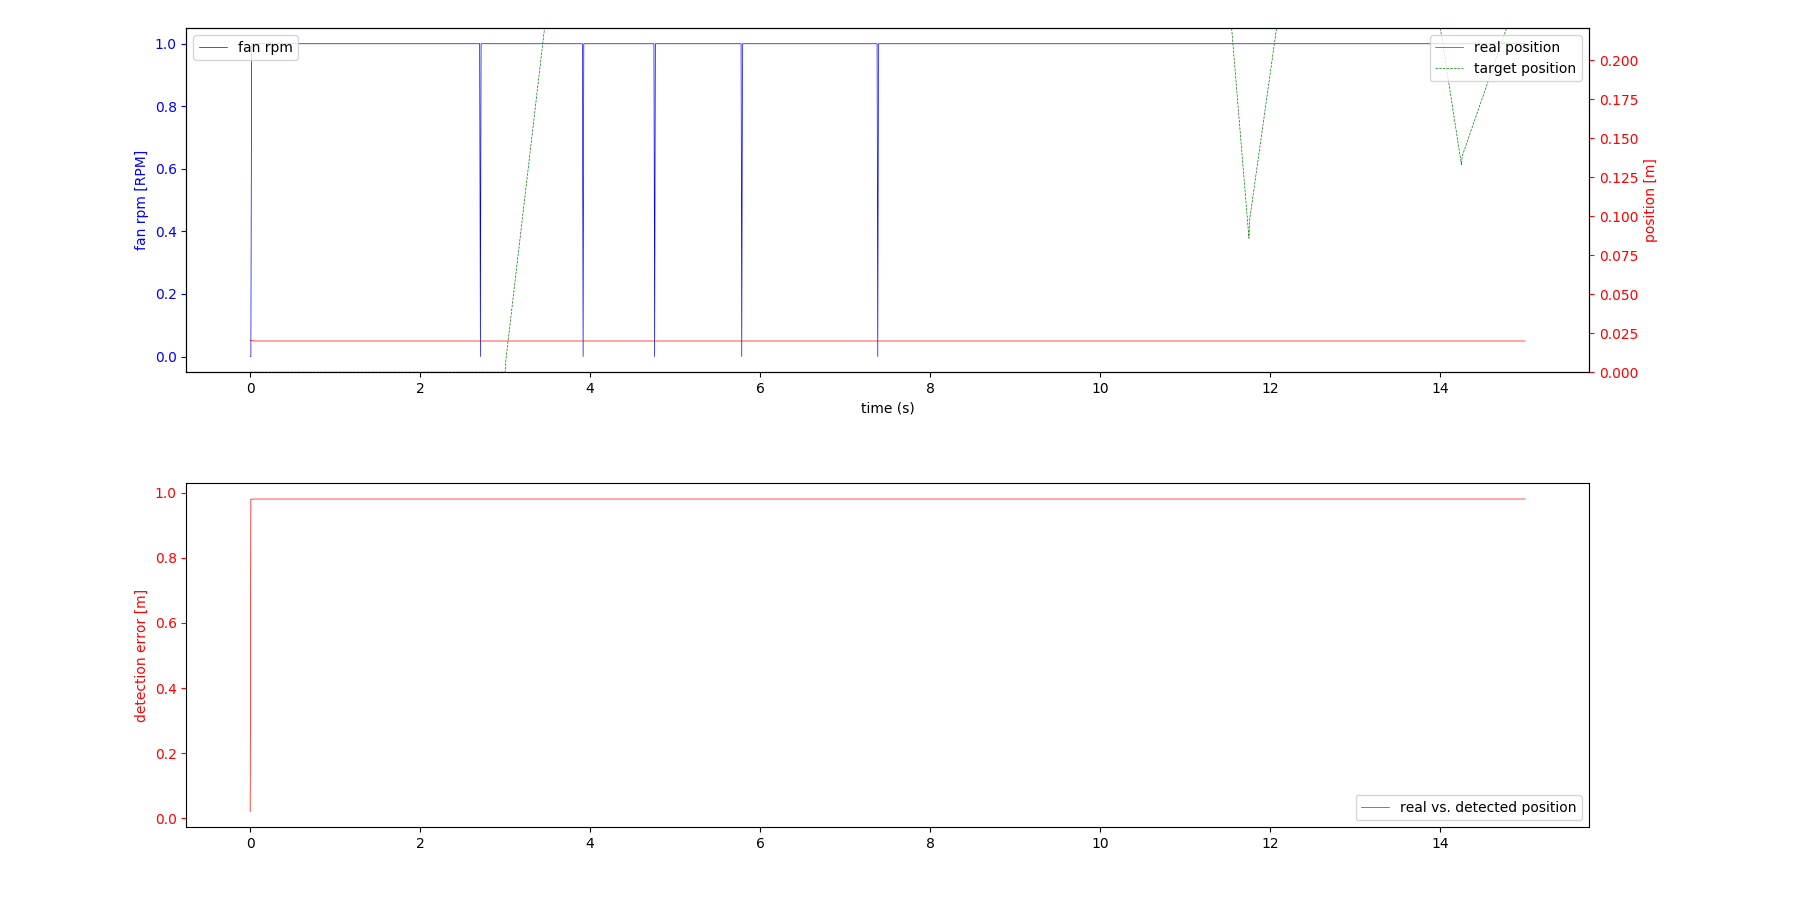 fan rpm
real position
target position
1.0
0.8
0.6
0.4
0.2
0.0
fan rpm [RPM]
0.200
0.175
0.150
0.125
0.100
0.075
0.050
0.025
0.000
position [m]
0 2 4 6 8 10 12 14
time (s)
1.0
0.8
0.6
0.4
0.2
0.0
detection error [m]
real vs. detected position
0 2 4 6 8 10 12 14